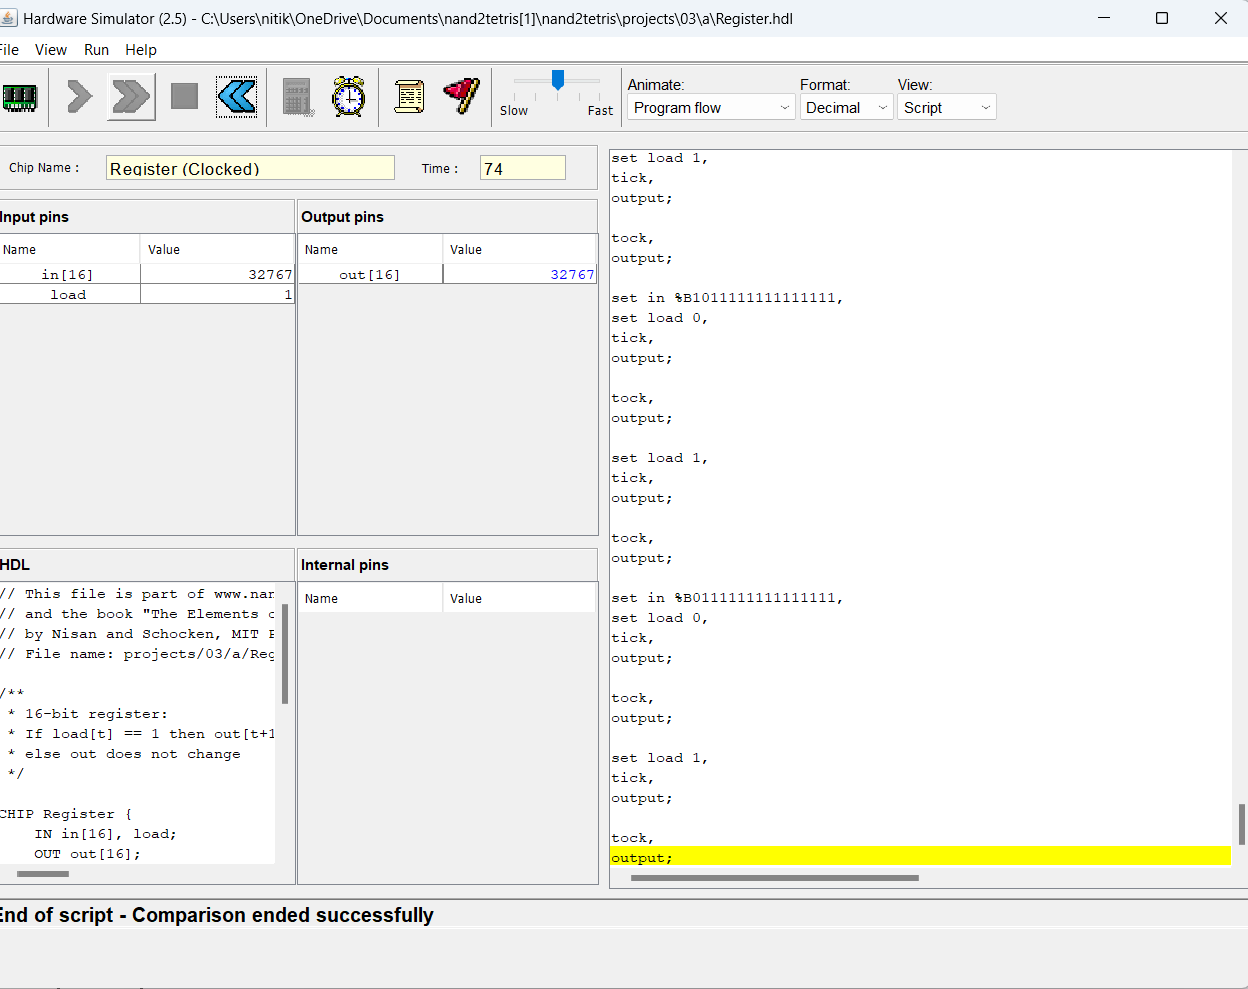 Hardware Simulator (2.5) - C:\Users\nitik\OneDrive\Documents\nand2tetris[1]\nand2tetris\projects\03\a\Register.hdl
File View Run Help
Slow Fast
Animate:
Program flow
Format:
Decimal
View:
Script
Chip Name :
Register (Clocked)
Time :
74
Input pins
Name Value
in[16] 32767
load 1
Output pins
Name Value
out[16] 32767
HDL
// This file is part of www.nan
// and the book "The Elements o
// by Nisan and Schocken, MIT P
// File name: projects/03/a/Reg
/**
* 16-bit register:
* If load[t] == 1 then out[t+1
* else out does not change
*/
CHIP Register {
IN in[16], load;
OUT out[16];
Internal pins
Name Value
set load 1,
tick,
output;
tock,
output;
set in %B1011111111111111,
set load 0,
tick,
output;
tock,
output;
set load 1,
tick,
output;
tock,
output;
set in %B0111111111111111,
set load 0,
tick,
output;
tock,
output;
set load 1,
tick,
output;
tock,
output;
End of script - Comparison ended successfully